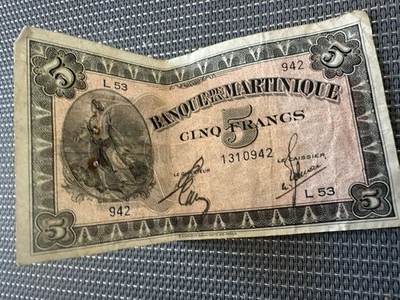 5 5
L 53 942
BANQUE DE LA MARTINIQUE
CINQ FRANCS
5
1310942
LE DIRECTEUR LE CAISSIER
942 L 53
5 5